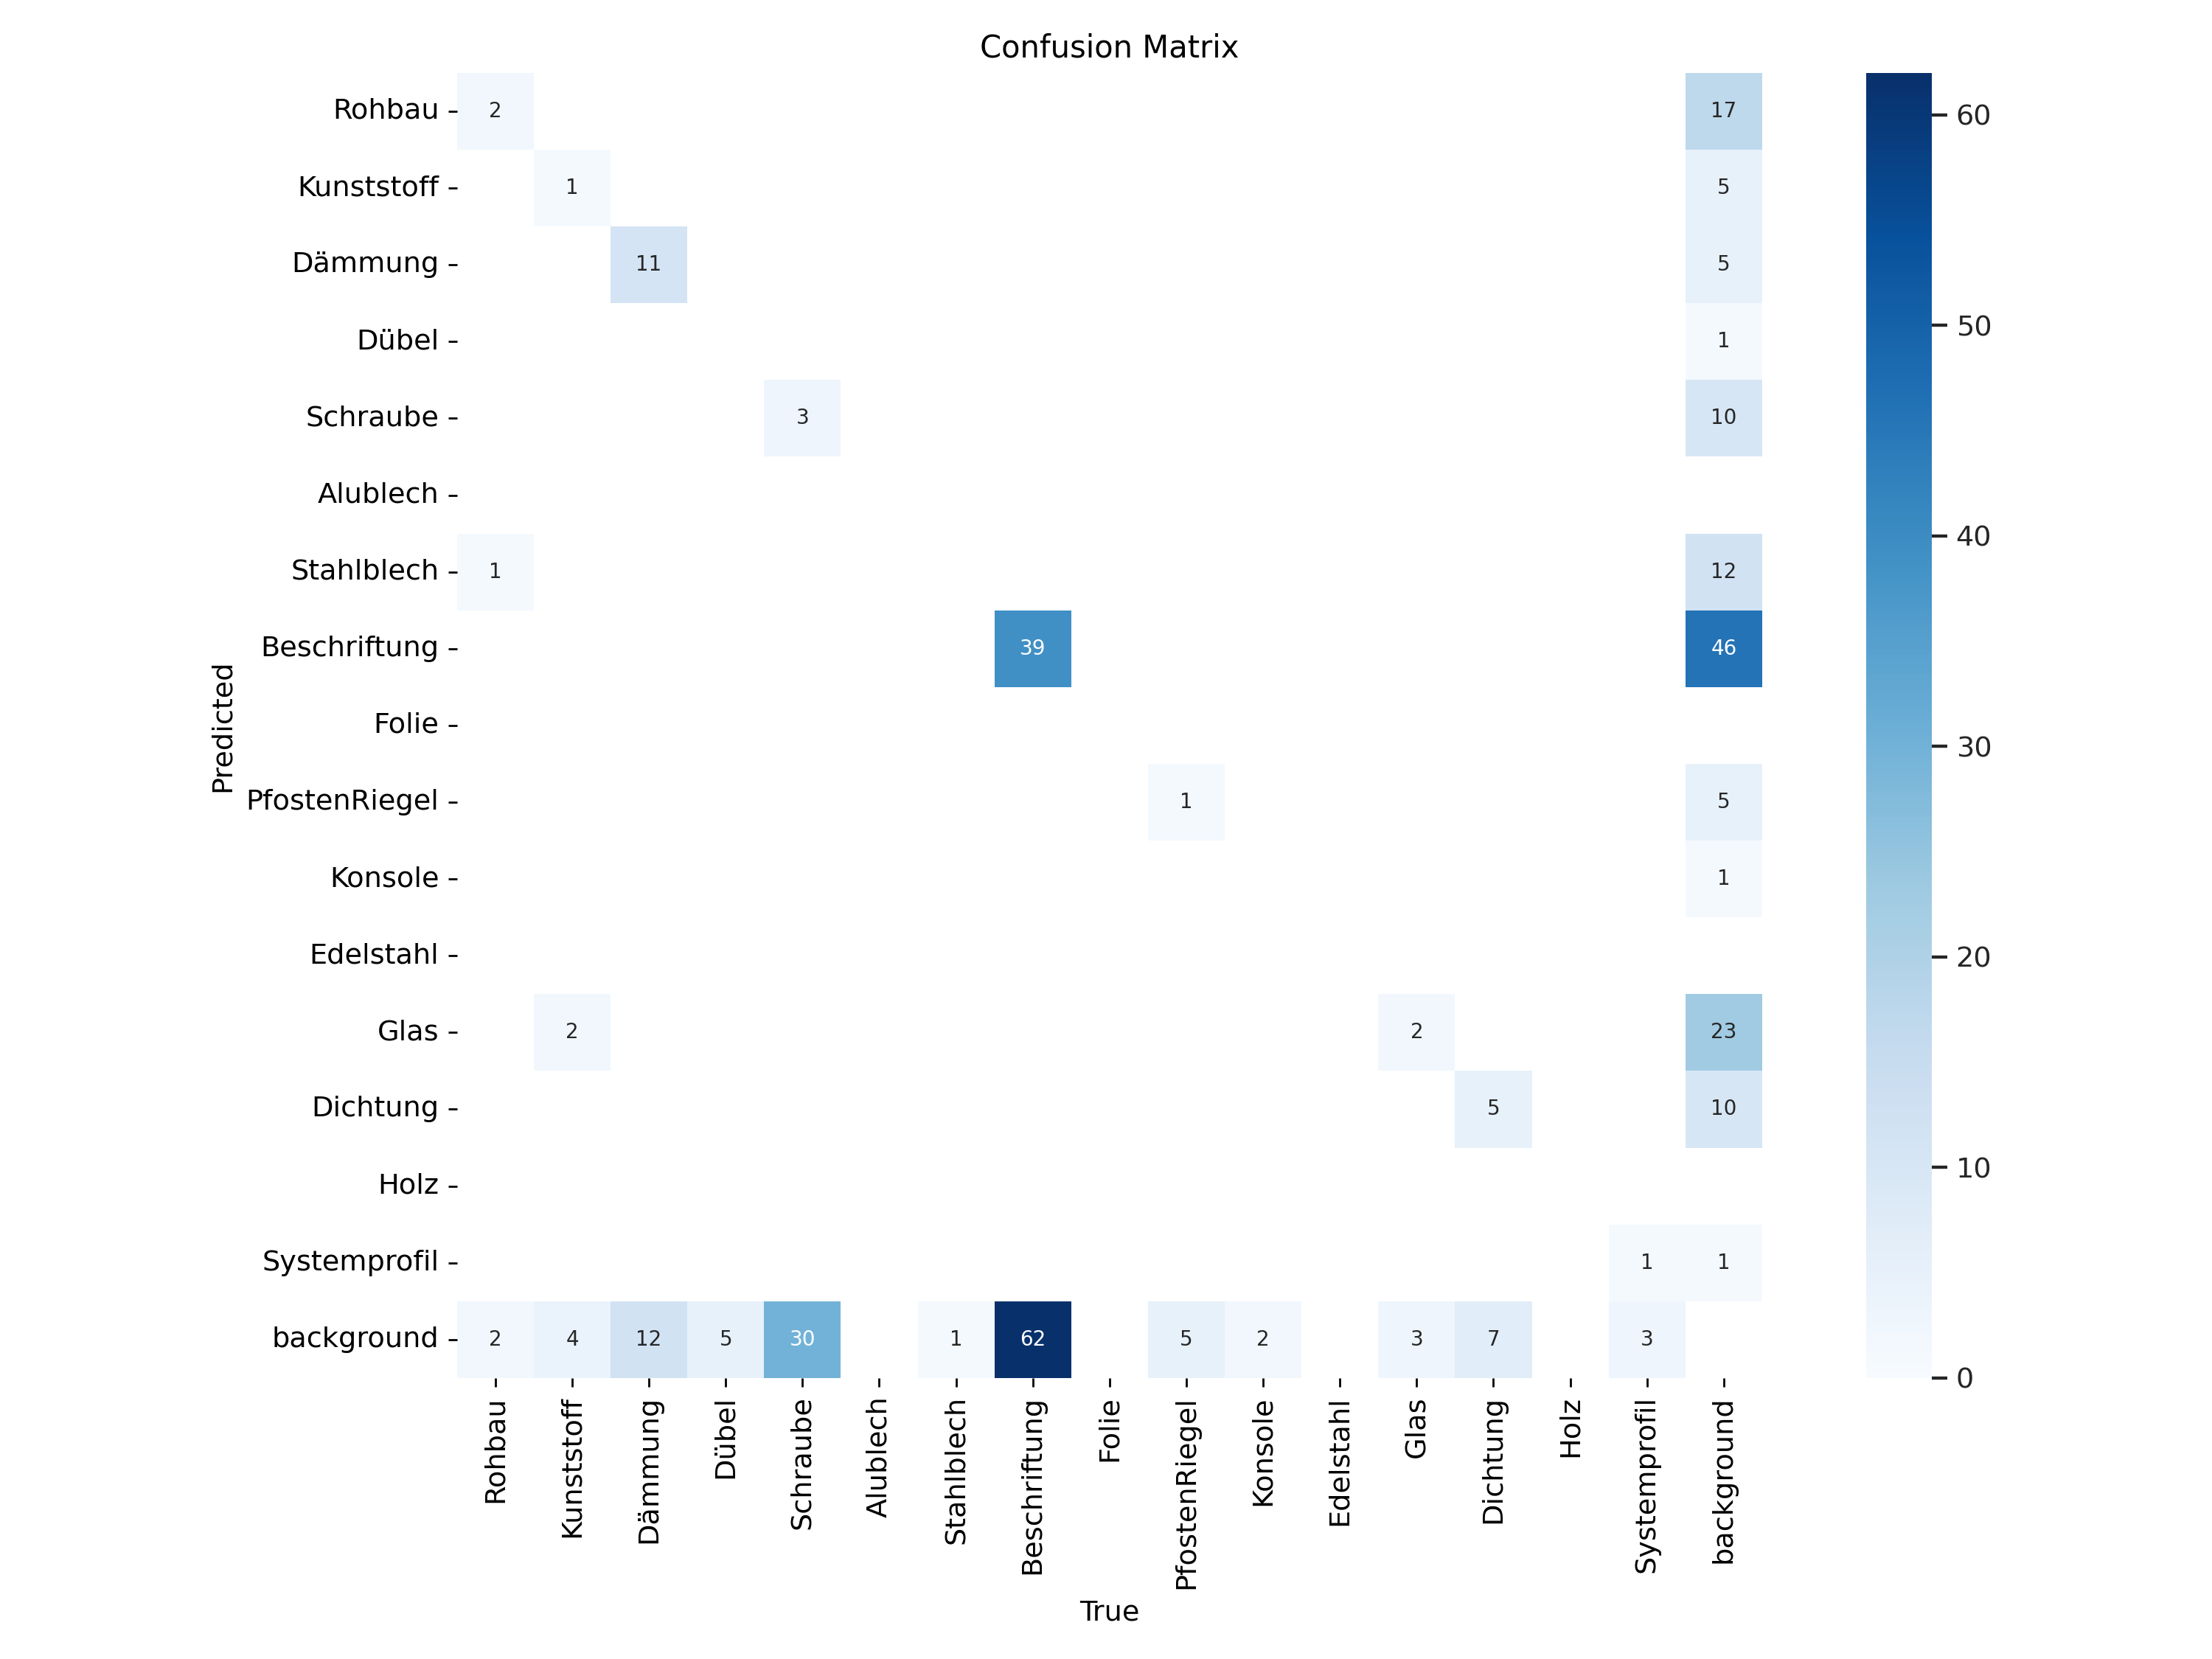 Confusion Matrix
Rohbau 2 17
Kunststoff 1 5
Dämmung 11 5
Dübel 1
Schraube 3 10
Alublech
Stahlblech 1 12
Beschriftung 39 46
Folie
PfostenRiegel 1 5
Konsole 1
Edelstahl
Glas 2 2 23
Dichtung 5 10
Holz
Systemprofil 1 1
background 2 4 12 5 30 1 62 5 2 3 7 3
Predicted
Rohbau Kunststoff Dämmung Dübel Schraube Alublech Stahlblech Beschriftung Folie PfostenRiegel Konsole Edelstahl Glas Dichtung Holz Systemprofil background
True
60
50
40
30
20
10
0